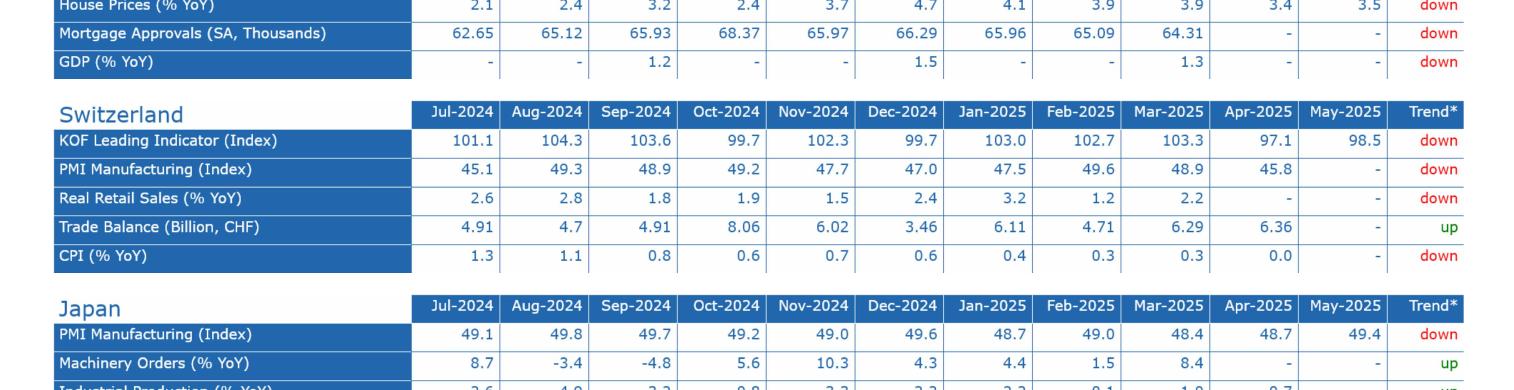 House Prices (% YoY) 2.1 2.4 3.2 2.4 3.7 4.7 4.1 3.9 3.9 3.4 3.5 down
Mortgage Approvals (SA, Thousands) 62.65 65.12 65.93 68.37 65.97 66.29 65.96 65.09 64.31 - - down
GDP (% YoY) - - 1.2 - - 1.5 - - 1.3 - - down
Switzerland Jul-2024 Aug-2024 Sep-2024 Oct-2024 Nov-2024 Dec-2024 Jan-2025 Feb-2025 Mar-2025 Apr-2025 May-2025 Trend*
KOF Leading Indicator (Index) 101.1 104.3 103.6 99.7 102.3 99.7 103.0 102.7 103.3 97.1 98.5 down
PMI Manufacturing (Index) 45.1 49.3 48.9 49.2 47.7 47.0 47.5 49.6 48.9 45.8 - down
Real Retail Sales (% YoY) 2.6 2.8 1.8 1.9 1.5 2.4 3.2 1.2 2.2 - - down
Trade Balance (Billion, CHF) 4.91 4.7 4.91 8.06 6.02 3.46 6.11 4.71 6.29 6.36 - up
CPI (% YoY) 1.3 1.1 0.8 0.6 0.7 0.6 0.4 0.3 0.3 0.0 - down
Japan Jul-2024 Aug-2024 Sep-2024 Oct-2024 Nov-2024 Dec-2024 Jan-2025 Feb-2025 Mar-2025 Apr-2025 May-2025 Trend*
PMI Manufacturing (Index) 49.1 49.8 49.7 49.2 49.0 49.6 48.7 49.0 48.4 48.7 49.4 down
Machinery Orders (% YoY) 8.7 -3.4 -4.8 5.6 10.3 4.3 4.4 1.5 8.4 - - up
Industrial Production (% YoY)